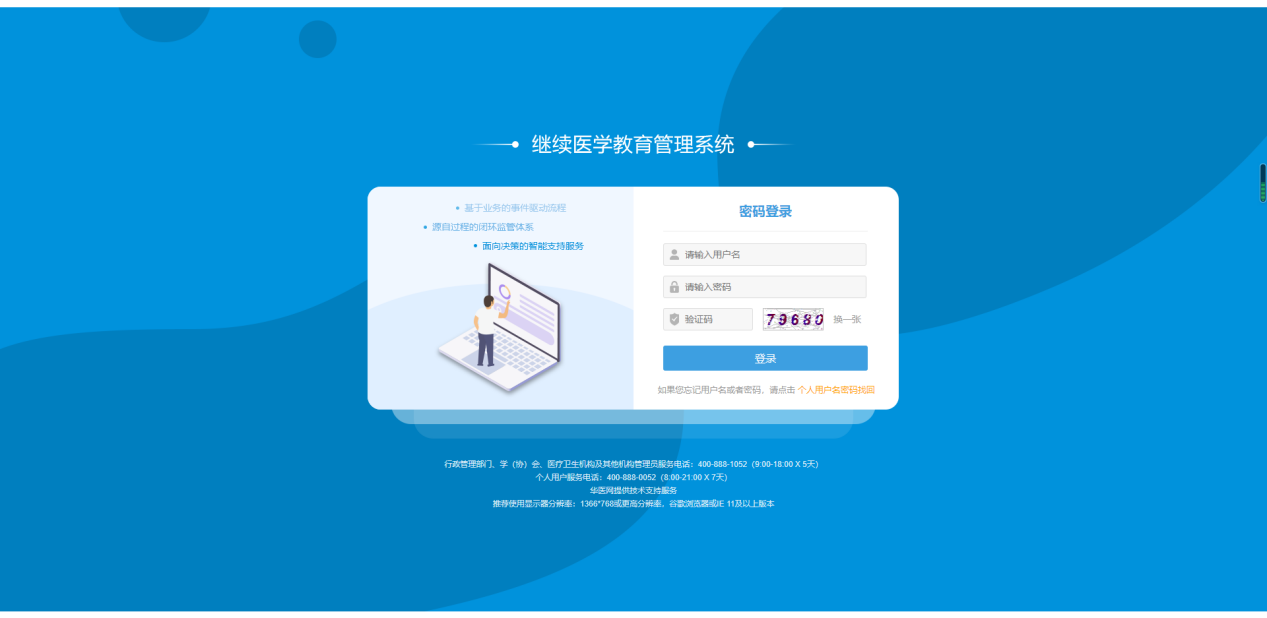 继续医学教育管理系统
基于业务的事件驱动流程
源自过程的闭环监管体系
面向决策的智能支持服务
密码登录
请输入用户名
请输入密码
验证码 79680 换一张
登录
如果您忘记用户名或者密码，请点击 个人用户名密码找回
行政管理部门、学（协）会、医疗卫生机构及其他机构管理员服务电话：400-888-1052（9:00-18:00 X 5天）
个人用户服务电话：400-888-0052（8:00-21:00 X 7天）
华医网提供技术支持服务
推荐使用显示器分辨率：1366*768或更高分辨率，谷歌浏览器或IE 11及以上版本